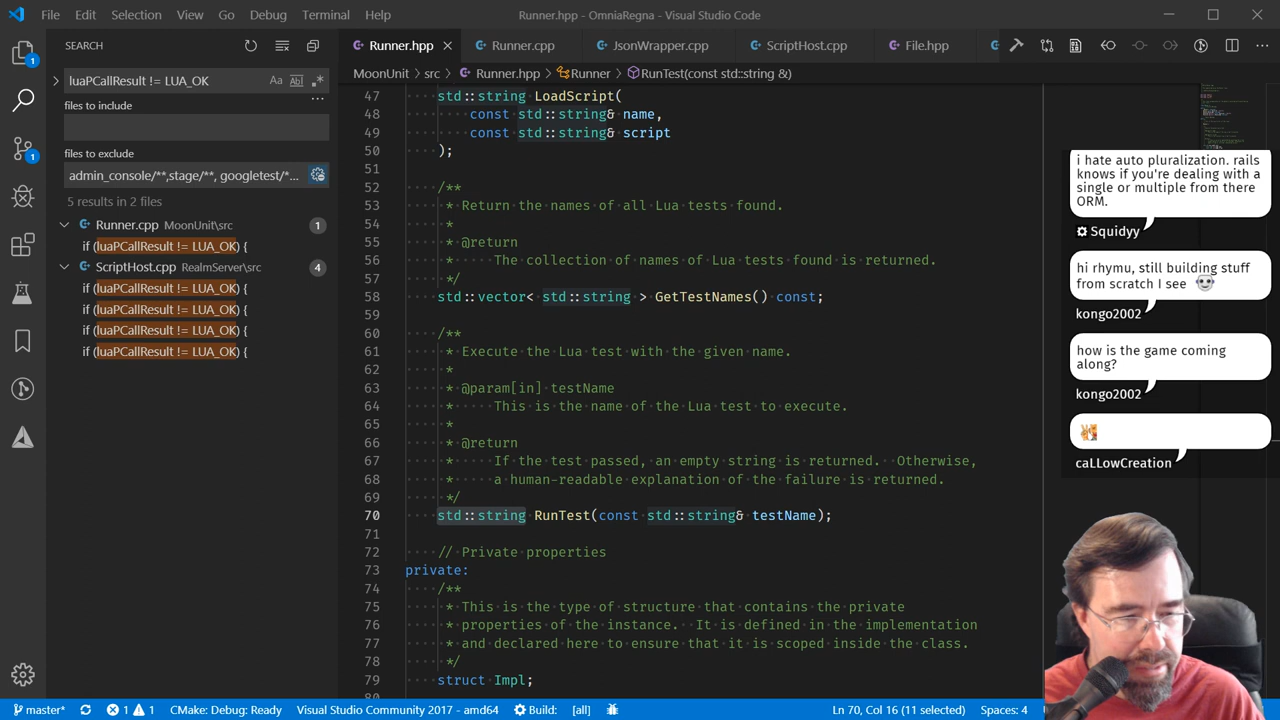 File Edit Selection View Go Debug Terminal Help
Runner.hpp - OmniaRegna - Visual Studio Code
SEARCH
luaPCallResult != LUA_OK
Aa
files to include
files to exclude
admin_console/**,stage/**, googletest/*...
5 results in 2 files
Runner.cpp MoonUnit\src 1
if (luaPCallResult != LUA_OK) {
ScriptHost.cpp RealmServer\src 4
if (luaPCallResult != LUA_OK) {
if (luaPCallResult != LUA_OK) {
if (luaPCallResult != LUA_OK) {
if (luaPCallResult != LUA_OK) {
Runner.hpp Runner.cpp JsonWrapper.cpp ScriptHost.cpp File.hpp
MoonUnit > src > Runner.hpp > Runner > RunTest(const std::string &)
47 std::string LoadScript(
48 const std::string& name,
49 const std::string& script
50 );
51
52 /**
53 * Return the names of all Lua tests found.
54 *
55 * @return
56 * The collection of names of Lua tests found is returned.
57 */
58 std::vector< std::string > GetTestNames() const;
59
60 /**
61 * Execute the Lua test with the given name.
62 *
63 * @param[in] testName
64 * This is the name of the Lua test to execute.
65 *
66 * @return
67 * If the test passed, an empty string is returned. Otherwise,
68 * a human-readable explanation of the failure is returned.
69 */
70 std::string RunTest(const std::string& testName);
71
72 // Private properties
73 private:
74 /**
75 * This is the type of structure that contains the private
76 * properties of the instance. It is defined in the implementation
77 * and declared here to ensure that it is scoped inside the class.
78 */
79 struct Impl;
80
i hate auto pluralization. rails
knows if you're dealing with a
single or multiple from there
ORM.
Squidyy
hi rhymu, still building stuff
from scratch I see
kongo2002
how is the game coming
along?
kongo2002
caLLowCreation
1
1
master* 1 1 CMake: Debug: Ready Visual Studio Community 2017 - amd64 Build: [all] Ln 70, Col 16 (11 selected) Spaces: 4